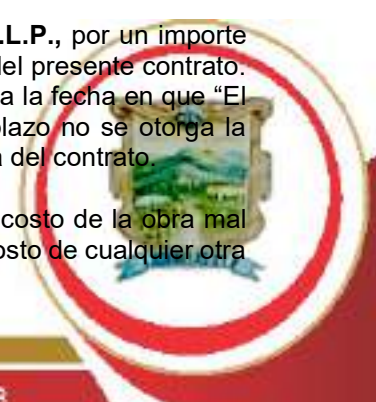 .L.P., por un importe
del presente contrato.
a la fecha en que “El
plazo no se otorga la
a del contrato.
costo de la obra mal
osto de cualquier otra